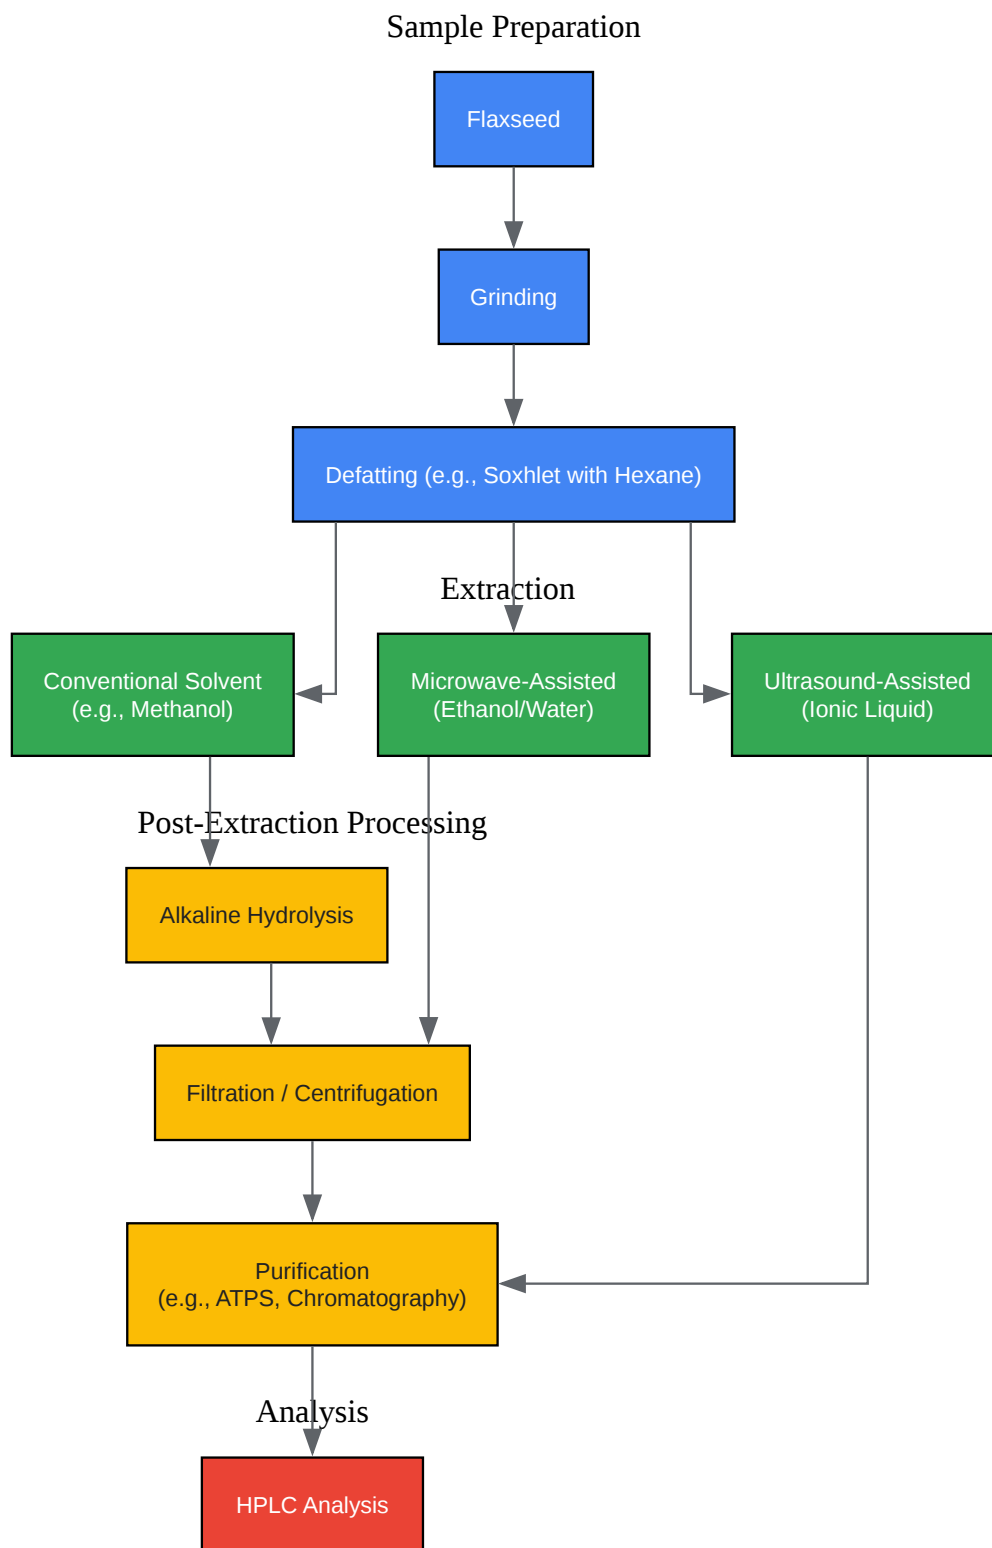 Sample Preparation
Flaxseed
Grinding
Defatting (e.g., Soxhlet with Hexane)
Extraction
Conventional Solvent
(e.g., Methanol)
Microwave-Assisted
(Ethanol/Water)
Ultrasound-Assisted
(Ionic Liquid)
Post-Extraction Processing
Alkaline Hydrolysis
Filtration / Centrifugation
Purification
(e.g., ATPS, Chromatography)
Analysis
HPLC Analysis